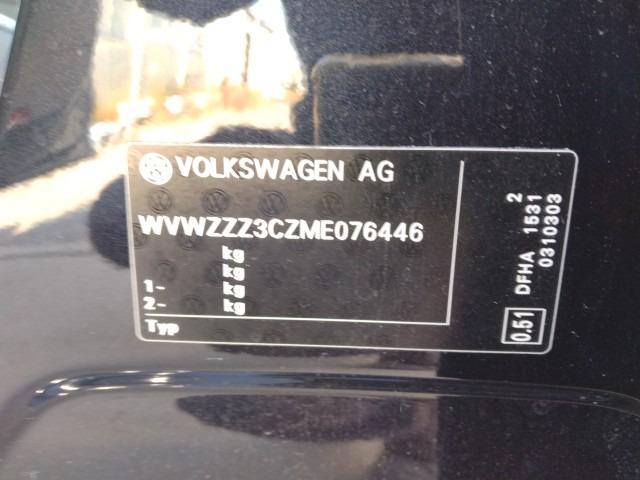 VOLKSWAGEN AG
WVWZZZ3CZME076446
kg
kg
1- kg
2- kg
Typ
0.51 DFHA 1531 2
0310303